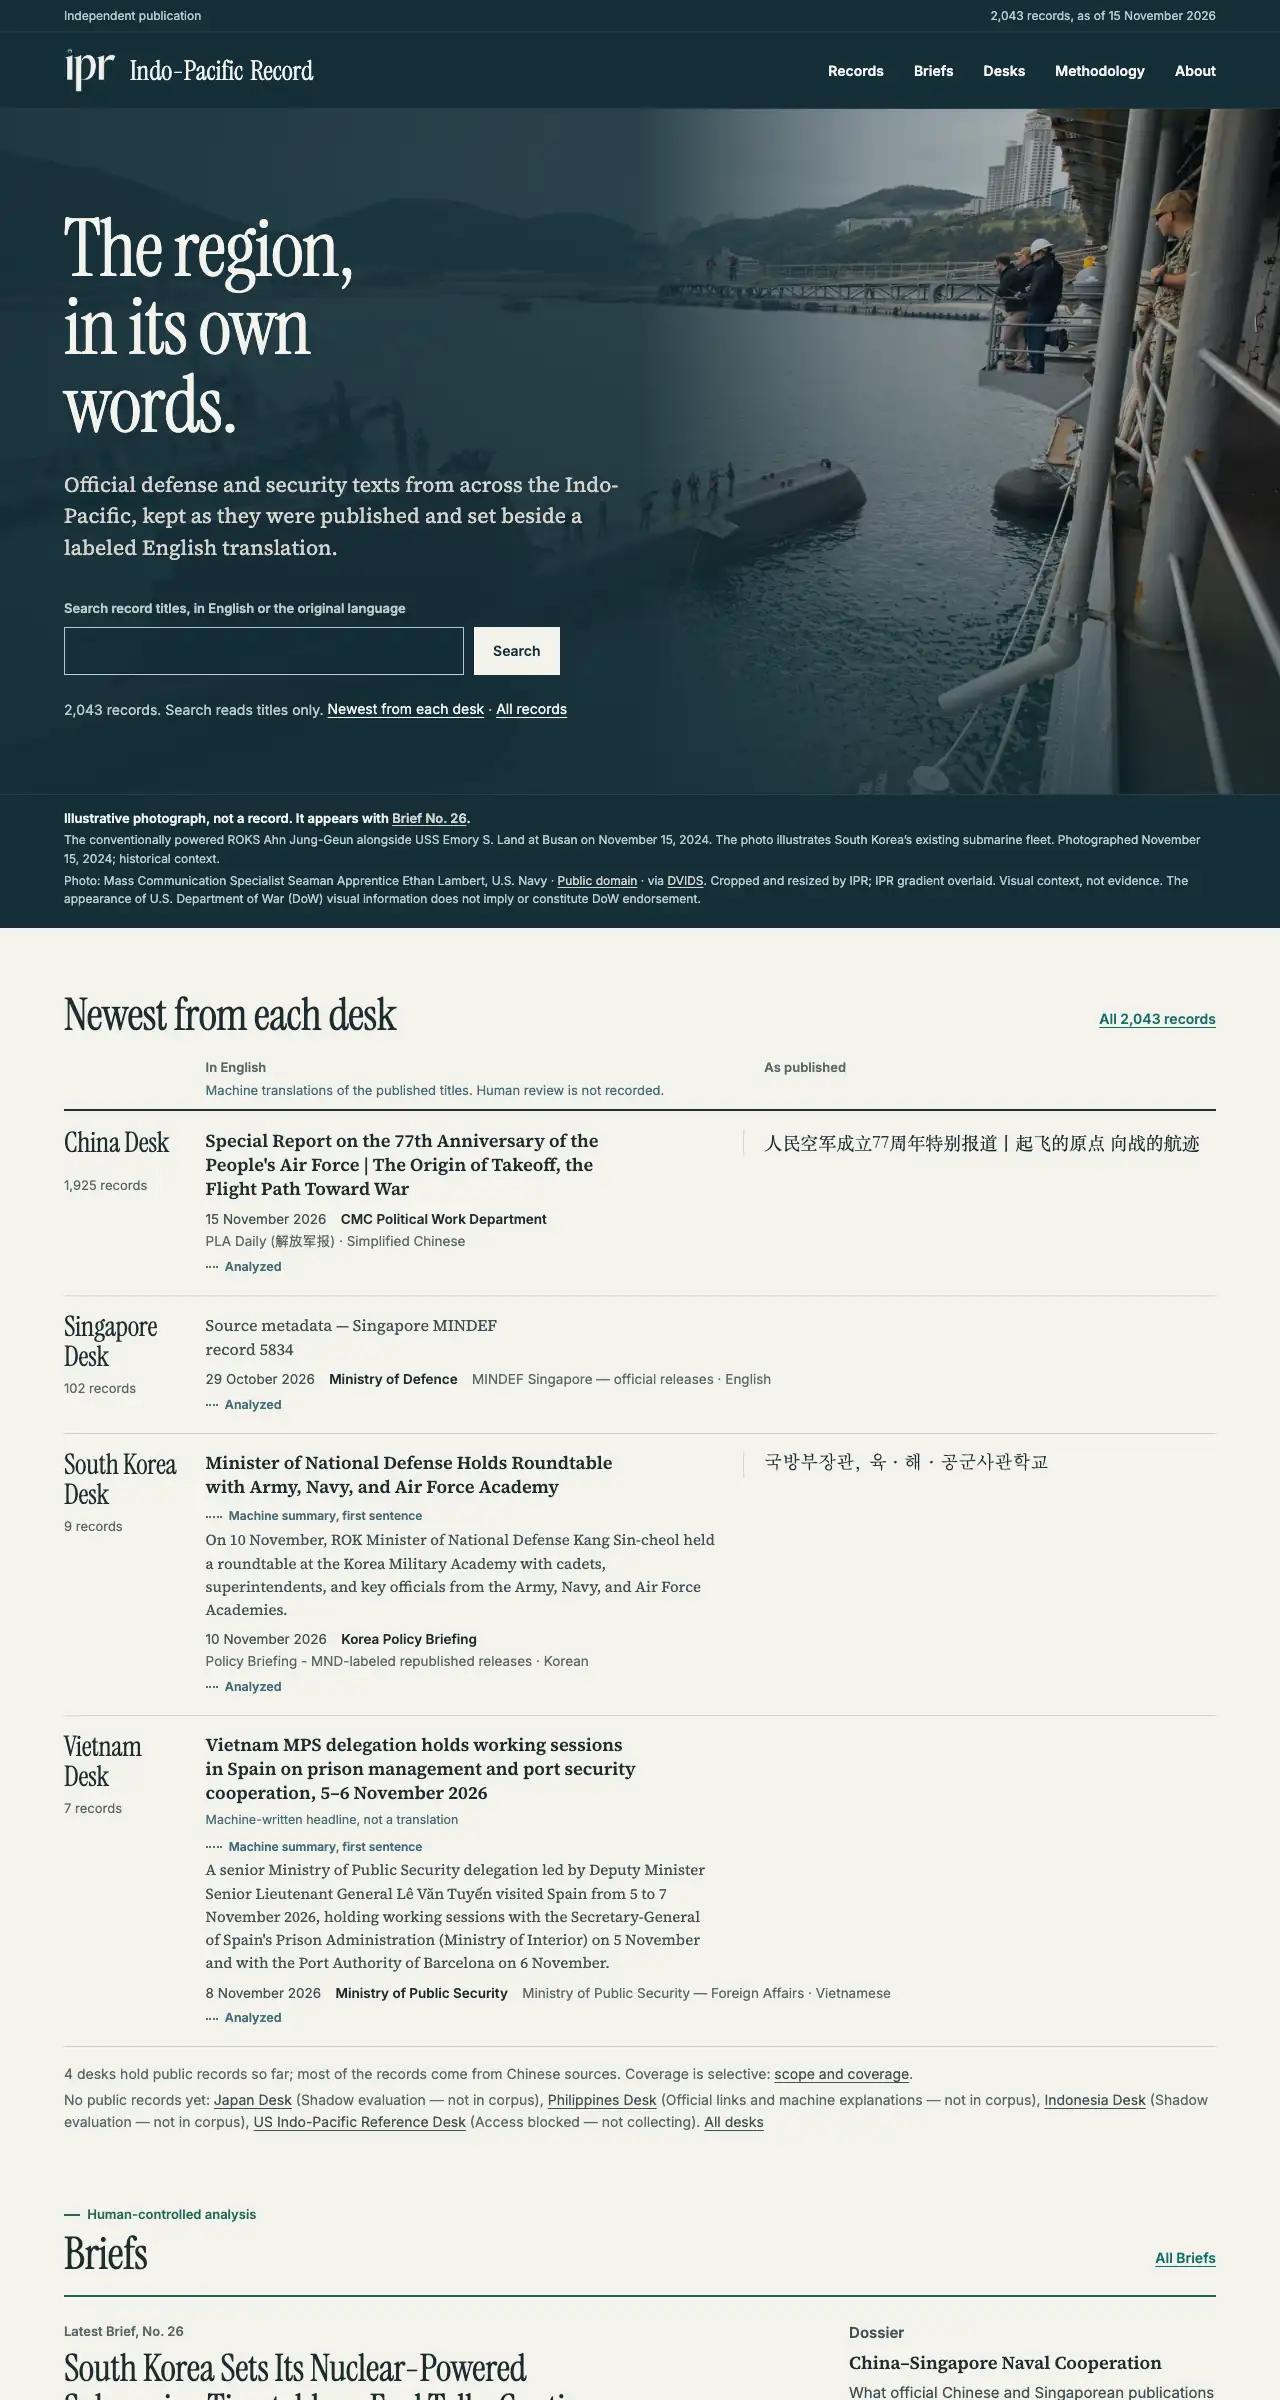 Independent publication
2,043 records, as of 15 November 2026
ipr Indo-Pacific Record
Records Briefs Desks Methodology About
The region,
in its own
words.
Official defense and security texts from across the Indo-
Pacific, kept as they were published and set beside a
labeled English translation.
Search record titles, in English or the original language
Search
2,043 records. Search reads titles only. Newest from each desk · All records
Illustrative photograph, not a record. It appears with Brief No. 26.
The conventionally powered ROKS Ahn Jung-Geun alongside USS Emory S. Land at Busan on November 15, 2024. The photo illustrates South Korea’s existing submarine fleet. Photographed November
15, 2024; historical context.
Photo: Mass Communication Specialist Seaman Apprentice Ethan Lambert, U.S. Navy · Public domain · via DVIDS. Cropped and resized by IPR; IPR gradient overlaid. Visual context, not evidence. The
appearance of U.S. Department of War (DoW) visual information does not imply or constitute DoW endorsement.
Newest from each desk
All 2,043 records
In English
As published
Machine translations of the published titles. Human review is not recorded.
China Desk
1,925 records
Special Report on the 77th Anniversary of the
People's Air Force | The Origin of Takeoff, the
Flight Path Toward War
人民空军成立77周年特别报道丨起飞的原点 向战的航迹
15 November 2026 CMC Political Work Department
PLA Daily (解放军报) · Simplified Chinese
Analyzed
Singapore
Desk
102 records
Source metadata — Singapore MINDEF
record 5834
29 October 2026 Ministry of Defence MINDEF Singapore — official releases · English
Analyzed
South Korea
Desk
9 records
Minister of National Defense Holds Roundtable
with Army, Navy, and Air Force Academy
국방부장관, 육·해·공군사관학교
Machine summary, first sentence
On 10 November, ROK Minister of National Defense Kang Sin-cheol held
a roundtable at the Korea Military Academy with cadets,
superintendents, and key officials from the Army, Navy, and Air Force
Academies.
10 November 2026 Korea Policy Briefing
Policy Briefing - MND-labeled republished releases · Korean
Analyzed
Vietnam
Desk
7 records
Vietnam MPS delegation holds working sessions
in Spain on prison management and port security
cooperation, 5–6 November 2026
Machine-written headline, not a translation
Machine summary, first sentence
A senior Ministry of Public Security delegation led by Deputy Minister
Senior Lieutenant General Lê Văn Tuyến visited Spain from 5 to 7
November 2026, holding working sessions with the Secretary-General
of Spain's Prison Administration (Ministry of Interior) on 5 November
and with the Port Authority of Barcelona on 6 November.
8 November 2026 Ministry of Public Security Ministry of Public Security — Foreign Affairs · Vietnamese
Analyzed
4 desks hold public records so far; most of the records come from Chinese sources. Coverage is selective: scope and coverage.
No public records yet: Japan Desk (Shadow evaluation — not in corpus), Philippines Desk (Official links and machine explanations — not in corpus), Indonesia Desk (Shadow
evaluation — not in corpus), US Indo-Pacific Reference Desk (Access blocked — not collecting). All desks
Human-controlled analysis
Briefs
All Briefs
Latest Brief, No. 26
South Korea Sets Its Nuclear-Powered
Dossier
China–Singapore Naval Cooperation
What official Chinese and Singaporean publications